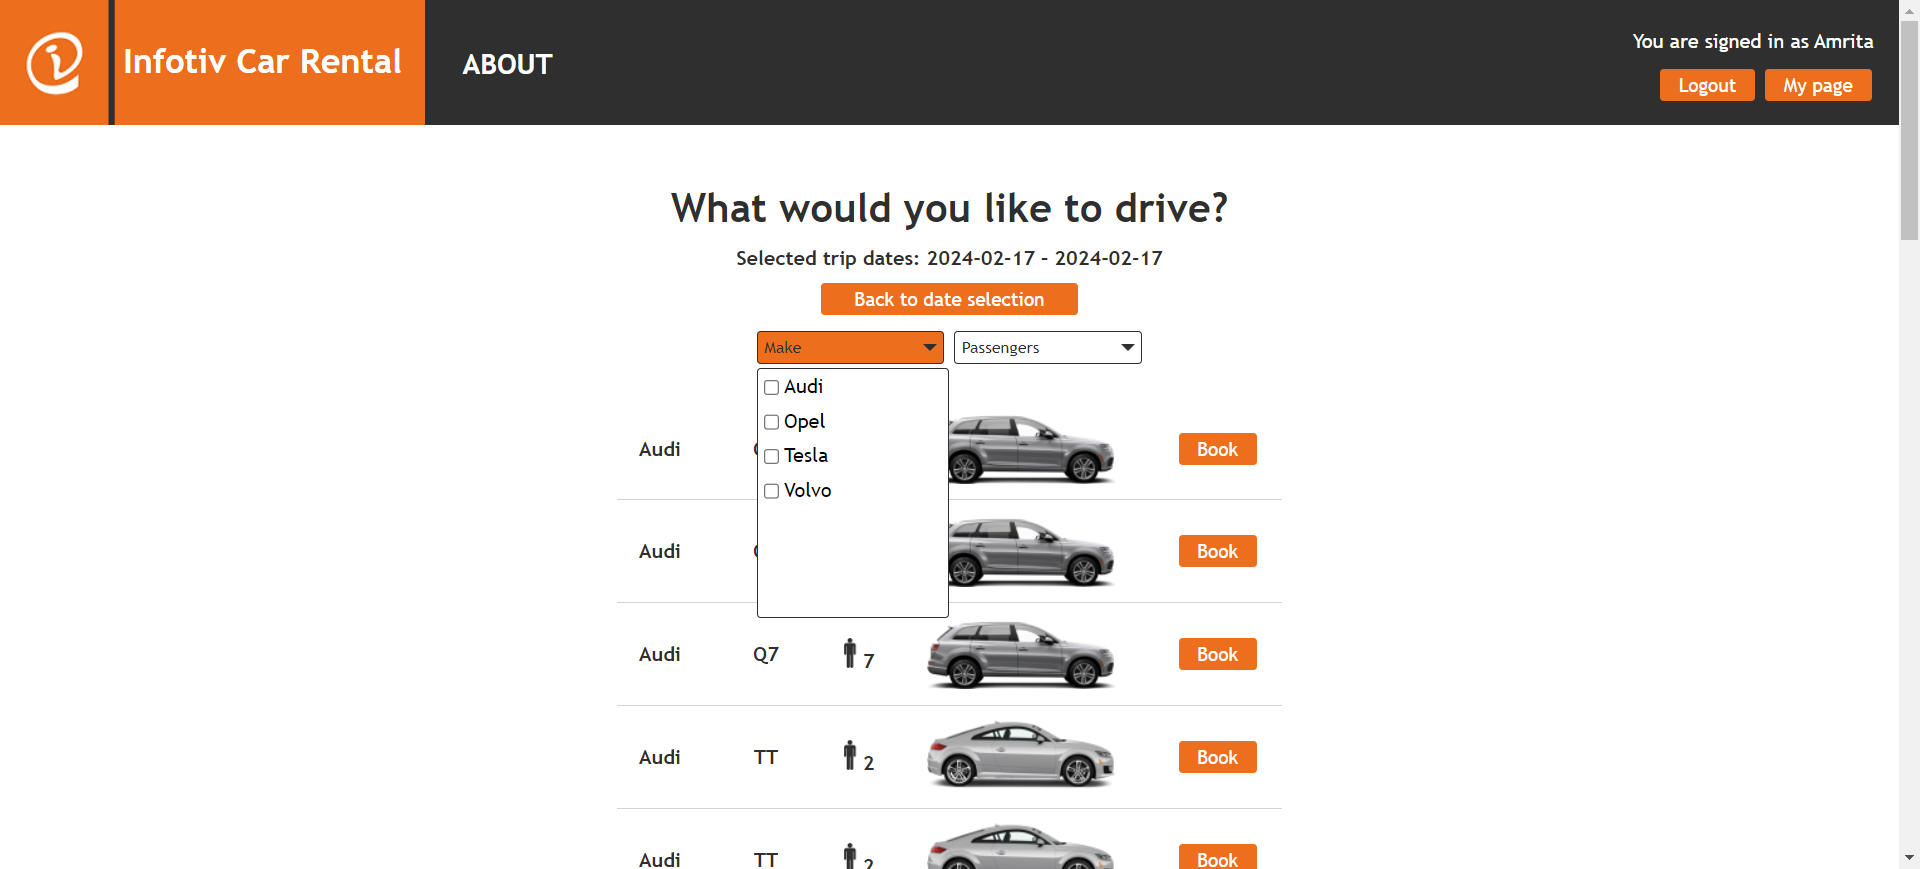 Infotiv Car Rental
ABOUT
You are signed in as Amrita
Logout
My page
What would you like to drive?
Selected trip dates: 2024-02-17 - 2024-02-17
Back to date selection
Make
Passengers
Audi
Opel
Tesla
Volvo
Audi
Book
Audi
Book
Audi Q7 7 Book
Audi TT 2 Book
Audi TT 2 Book